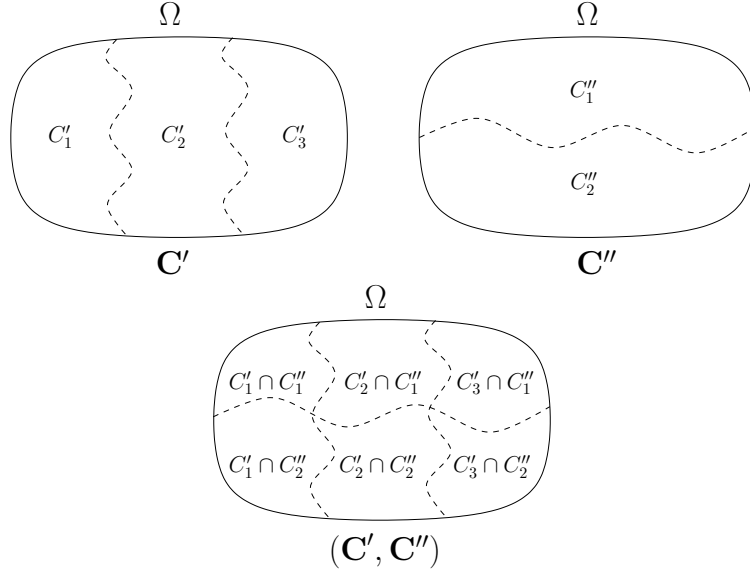 Ω Ω
C′₁ C′₂ C′₃ C″₁
C″₂
𝐂′ 𝐂″
Ω
C′₁ ∩ C″₁ C′₂ ∩ C″₁ C′₃ ∩ C″₁
C′₁ ∩ C″₂ C′₂ ∩ C″₂ C′₃ ∩ C″₂
(𝐂′, 𝐂″)